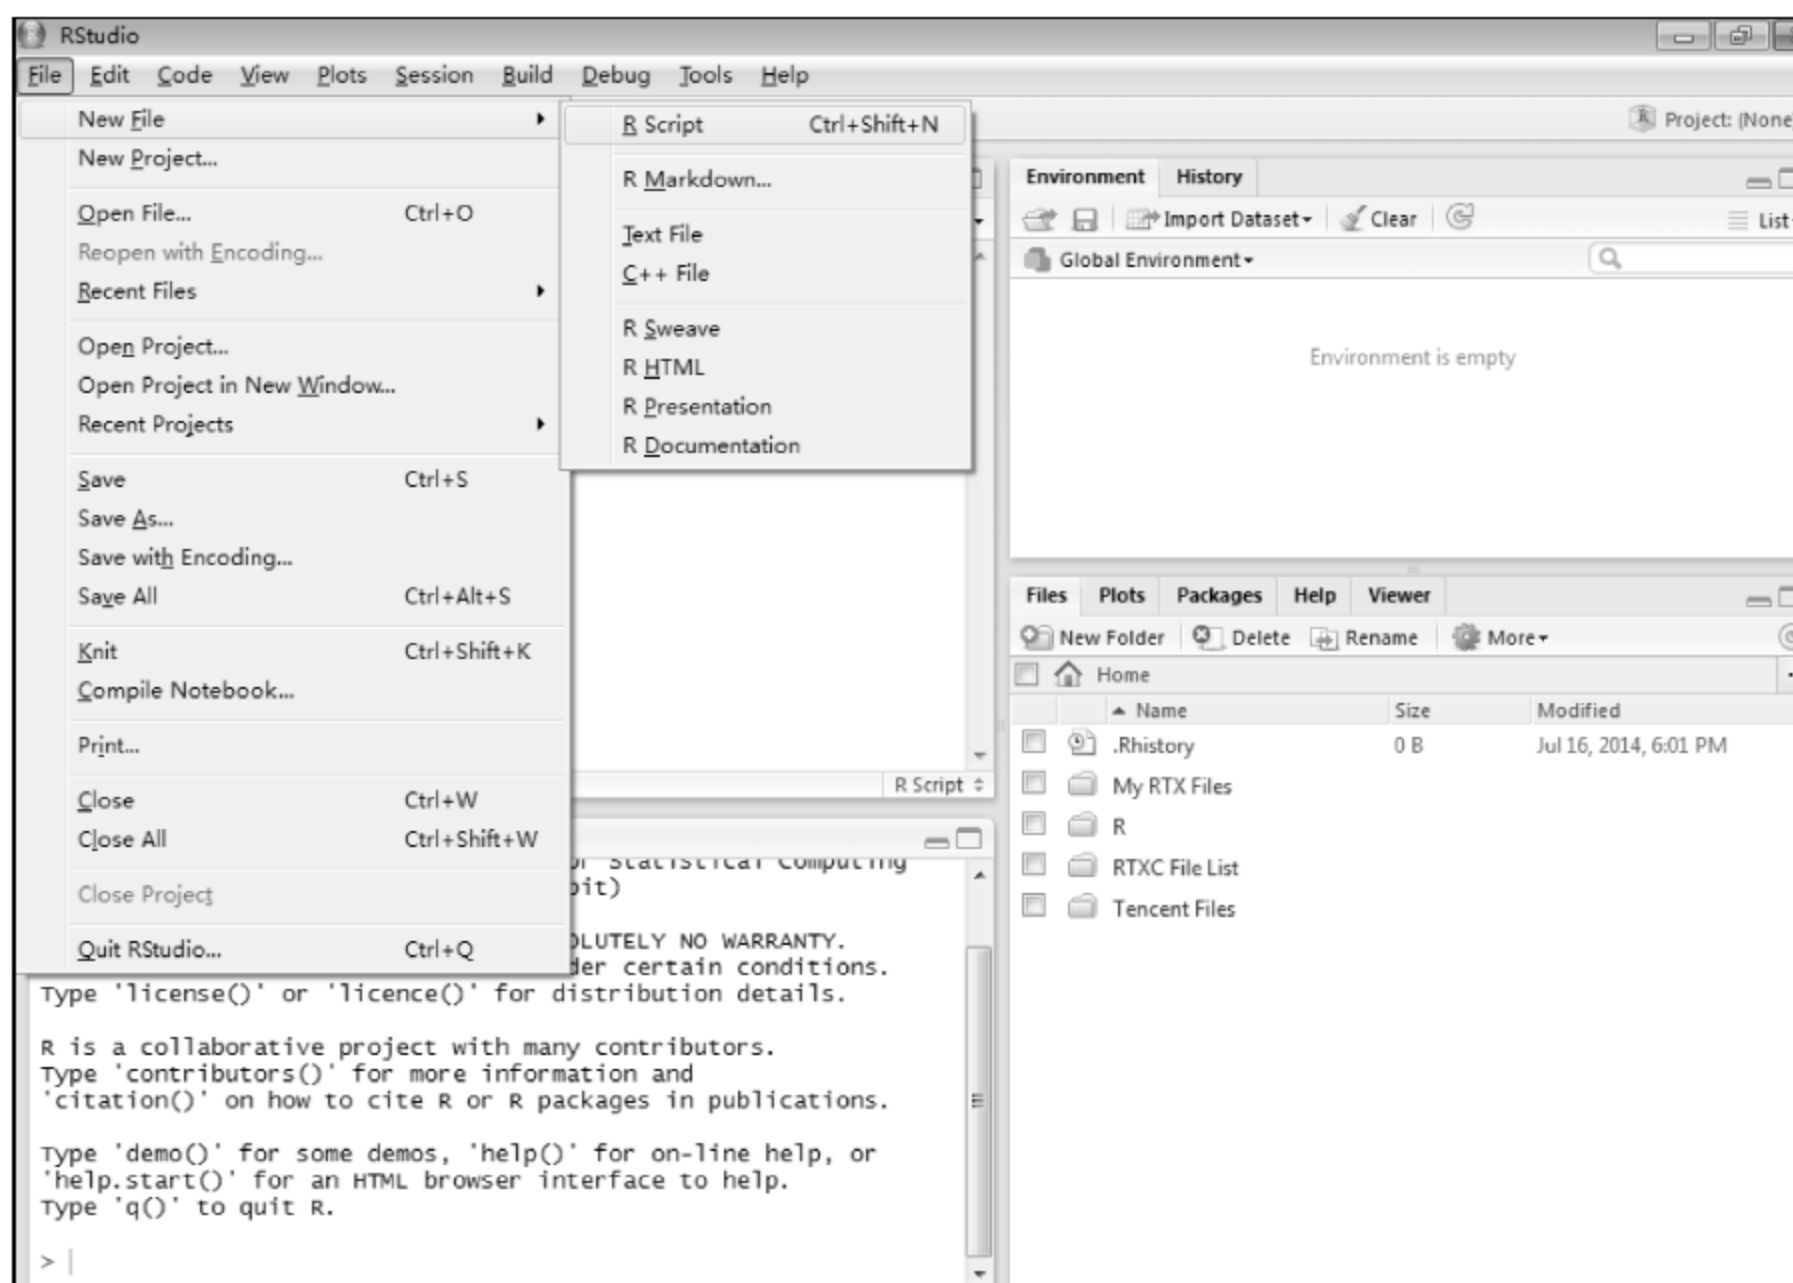 RStudio
File Edit Code View Plots Session Build Debug Tools Help
New File
New Project...
Open File... Ctrl+O
Reopen with Encoding...
Recent Files
Open Project...
Open Project in New Window...
Recent Projects
Save Ctrl+S
Save As...
Save with Encoding...
Save All Ctrl+Alt+S
Knit Ctrl+Shift+K
Compile Notebook...
Print...
Close Ctrl+W
Close All Ctrl+Shift+W
Close Project
Quit RStudio... Ctrl+Q
R Script Ctrl+Shift+N
R Markdown...
Text File
C++ File
R Sweave
R HTML
R Presentation
R Documentation
R Script
Statistical Computing
bit)
OLUTELY NO WARRANTY.
der certain conditions.
Type 'license()' or 'licence()' for distribution details.
R is a collaborative project with many contributors.
Type 'contributors()' for more information and
'citation()' on how to cite R or R packages in publications.
Type 'demo()' for some demos, 'help()' for on-line help, or
'help.start()' for an HTML browser interface to help.
Type 'q()' to quit R.
>
Project: (None
Environment History
Import Dataset Clear List
Global Environment
Environment is empty
Files Plots Packages Help Viewer
New Folder Delete Rename More
Home
Name Size Modified
.Rhistory 0 B Jul 16, 2014, 6:01 PM
My RTX Files
R
RTXC File List
Tencent Files